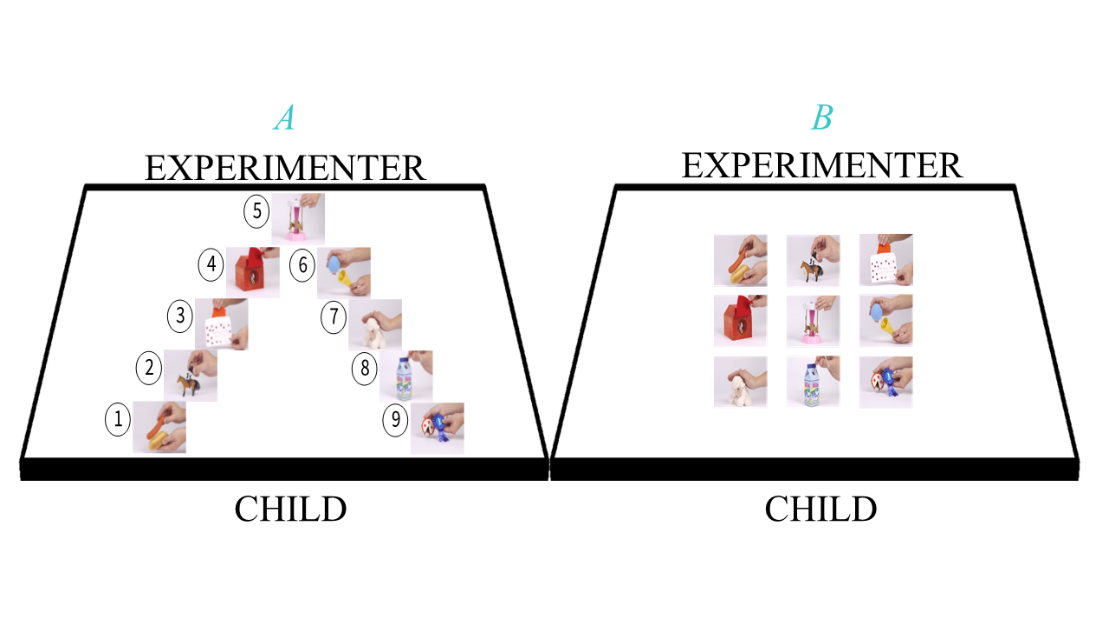 A
EXPERIMENTER
5
4
6
3
7
2
8
1
9
CHILD
B
EXPERIMENTER
CHILD